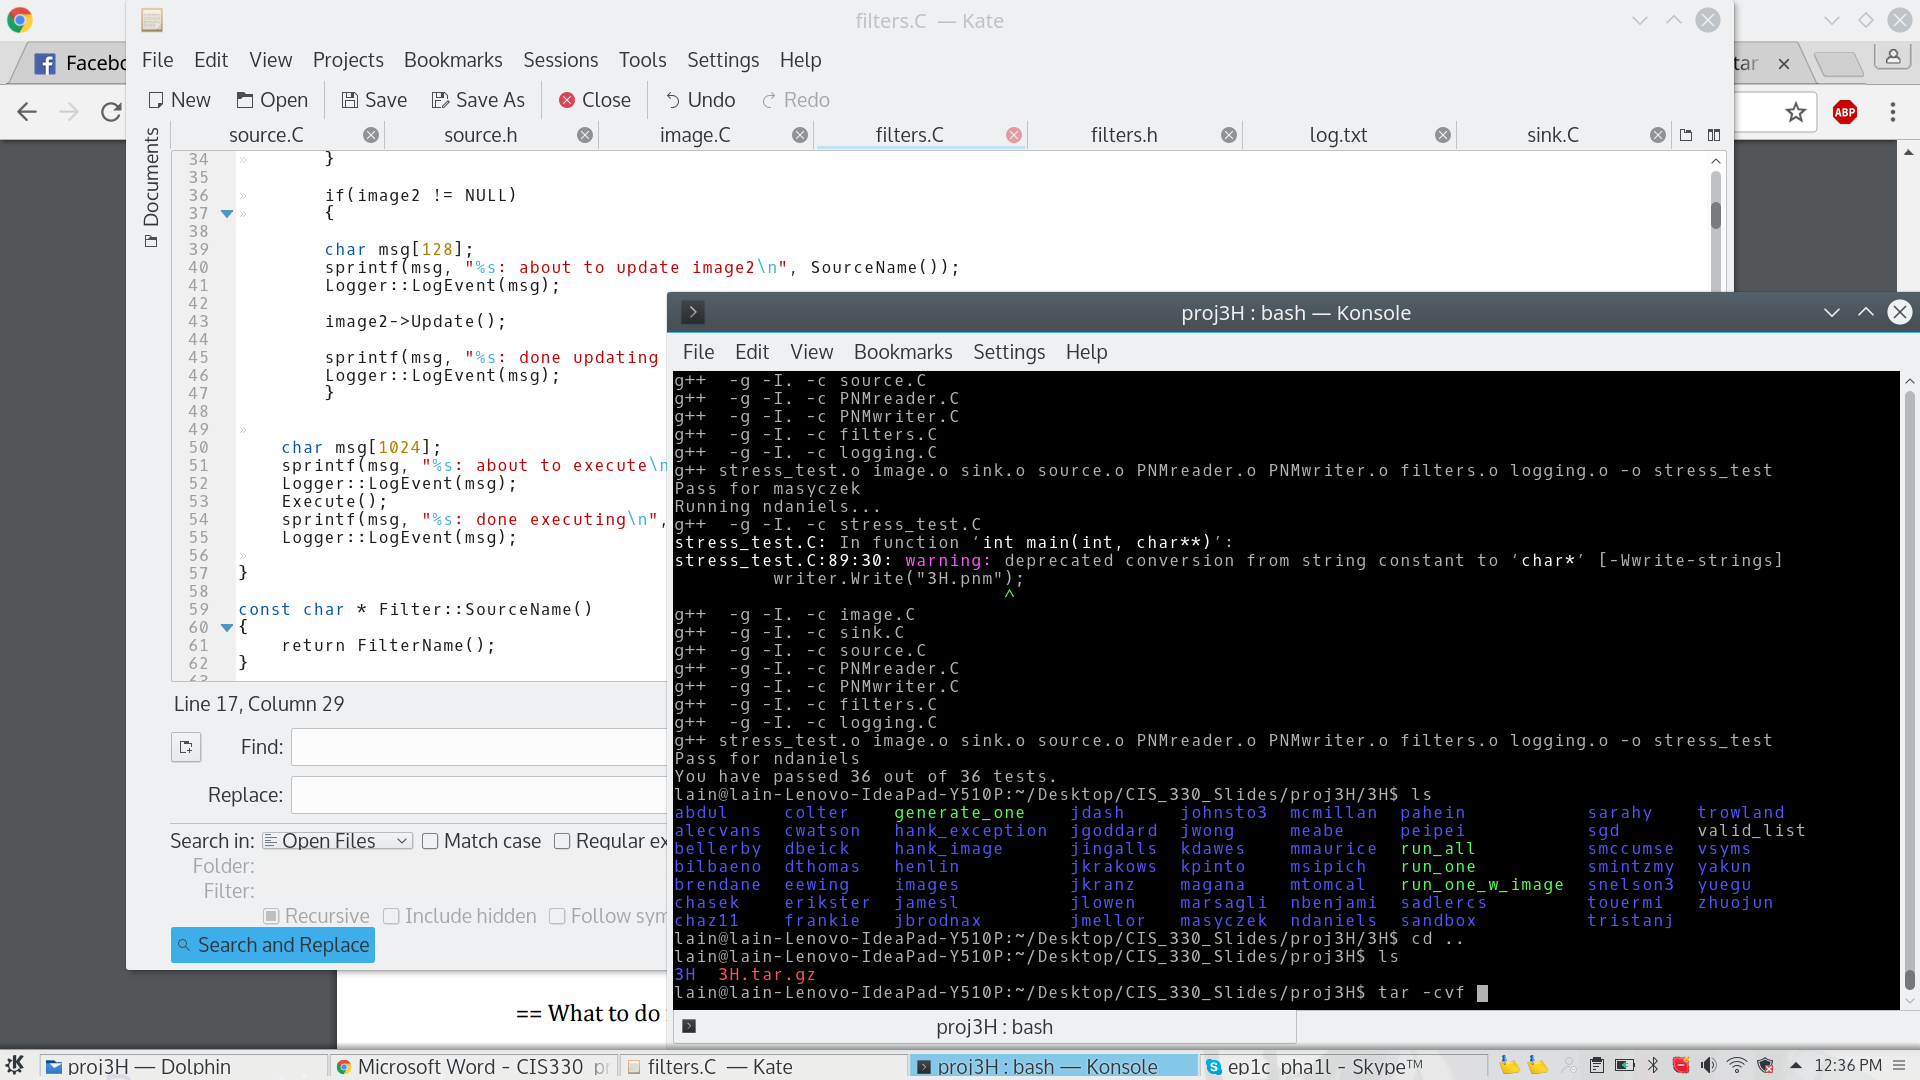 filters.C — Kate
Facebo
tar
File Edit View Projects Bookmarks Sessions Tools Settings Help
New Open Save Save As Close Undo Redo
ABP
Documents
source.C source.h image.C filters.C filters.h log.txt sink.C
34 » }
35
36 » if(image2 != NULL)
37 » {
38
39 char msg[128];
40 sprintf(msg, "%s: about to update image2\n", SourceName());
41 Logger::LogEvent(msg);
42
43 image2->Update();
44
45 sprintf(msg, "%s: done updating
46 Logger::LogEvent(msg);
47 }
48
49 »
50 char msg[1024];
51 sprintf(msg, "%s: about to execute\n
52 Logger::LogEvent(msg);
53 Execute();
54 sprintf(msg, "%s: done executing\n",
55 Logger::LogEvent(msg);
56 »
57 }
58
59 const char * Filter::SourceName()
60 {
61 return FilterName();
62 }
63
Line 17, Column 29
Find:
Replace:
Search in: Open Files Match case Regular ex
Folder:
Filter:
Recursive Include hidden Follow sym
Search and Replace
== What to do
proj3H : bash — Konsole
File Edit View Bookmarks Settings Help
g++  -g -I. -c source.C
g++  -g -I. -c PNMreader.C
g++  -g -I. -c PNMwriter.C
g++  -g -I. -c filters.C
g++  -g -I. -c logging.C
g++ stress_test.o image.o sink.o source.o PNMreader.o PNMwriter.o filters.o logging.o -o stress_test
Pass for masyczek
Running ndaniels...
g++  -g -I. -c stress_test.C
stress_test.C: In function ‘int main(int, char**)’:
stress_test.C:89:30: warning: deprecated conversion from string constant to ‘char*’ [-Wwrite-strings]
writer.Write("3H.pnm");
^
g++  -g -I. -c image.C
g++  -g -I. -c sink.C
g++  -g -I. -c source.C
g++  -g -I. -c PNMreader.C
g++  -g -I. -c PNMwriter.C
g++  -g -I. -c filters.C
g++  -g -I. -c logging.C
g++ stress_test.o image.o sink.o source.o PNMreader.o PNMwriter.o filters.o logging.o -o stress_test
Pass for ndaniels
You have passed 36 out of 36 tests.
lain@lain-Lenovo-IdeaPad-Y510P:~/Desktop/CIS_330_Slides/proj3H/3H$ ls
abdul colter generate_one jdash johnsto3 mcmillan pahein sarahy trowland
alecvans cwatson hank_exception jgoddard jwong meabe peipei sgd valid_list
bellerby dbeick hank_image jingalls kdawes mmaurice run_all smccumse vsyms
bilbaeno dthomas henlin jkrakows kpinto msipich run_one smintzmy yakun
brendane eewing images jkranz magana mtomcal run_one_w_image snelson3 yuegu
chasek erikster jamesl jlowen marsagli nbenjami sadlercs touermi zhuojun
chaz11 frankie jbrodnax jmellor masyczek ndaniels sandbox tristanj
lain@lain-Lenovo-IdeaPad-Y510P:~/Desktop/CIS_330_Slides/proj3H/3H$ cd ..
lain@lain-Lenovo-IdeaPad-Y510P:~/Desktop/CIS_330_Slides/proj3H$ ls
3H 3H.tar.gz
lain@lain-Lenovo-IdeaPad-Y510P:~/Desktop/CIS_330_Slides/proj3H$ tar -cvf
proj3H : bash
proj3H — Dolphin Microsoft Word - CIS330 pr filters.C — Kate proj3H : bash — Konsole ep1c_pha1l - Skype™ 12:36 PM